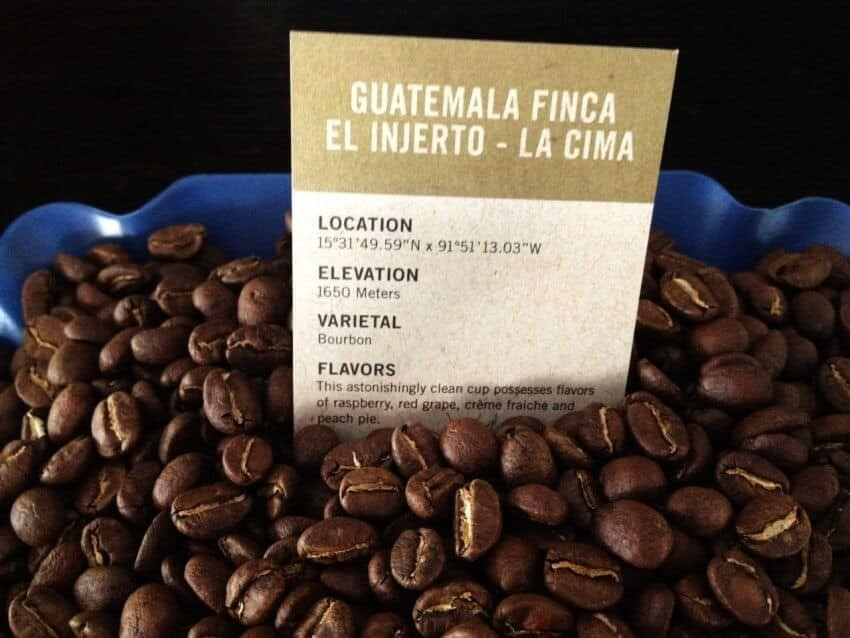 GUATEMALA FINCA
EL INJERTO - LA CIMA
LOCATION
15°31'49.59"N x 91°51'13.03"W
ELEVATION
1650 Meters
VARIETAL
Bourbon
FLAVORS
This astonishingly clean cup possesses flavors
of raspberry, red grape, crème fraiche and
peach pie.